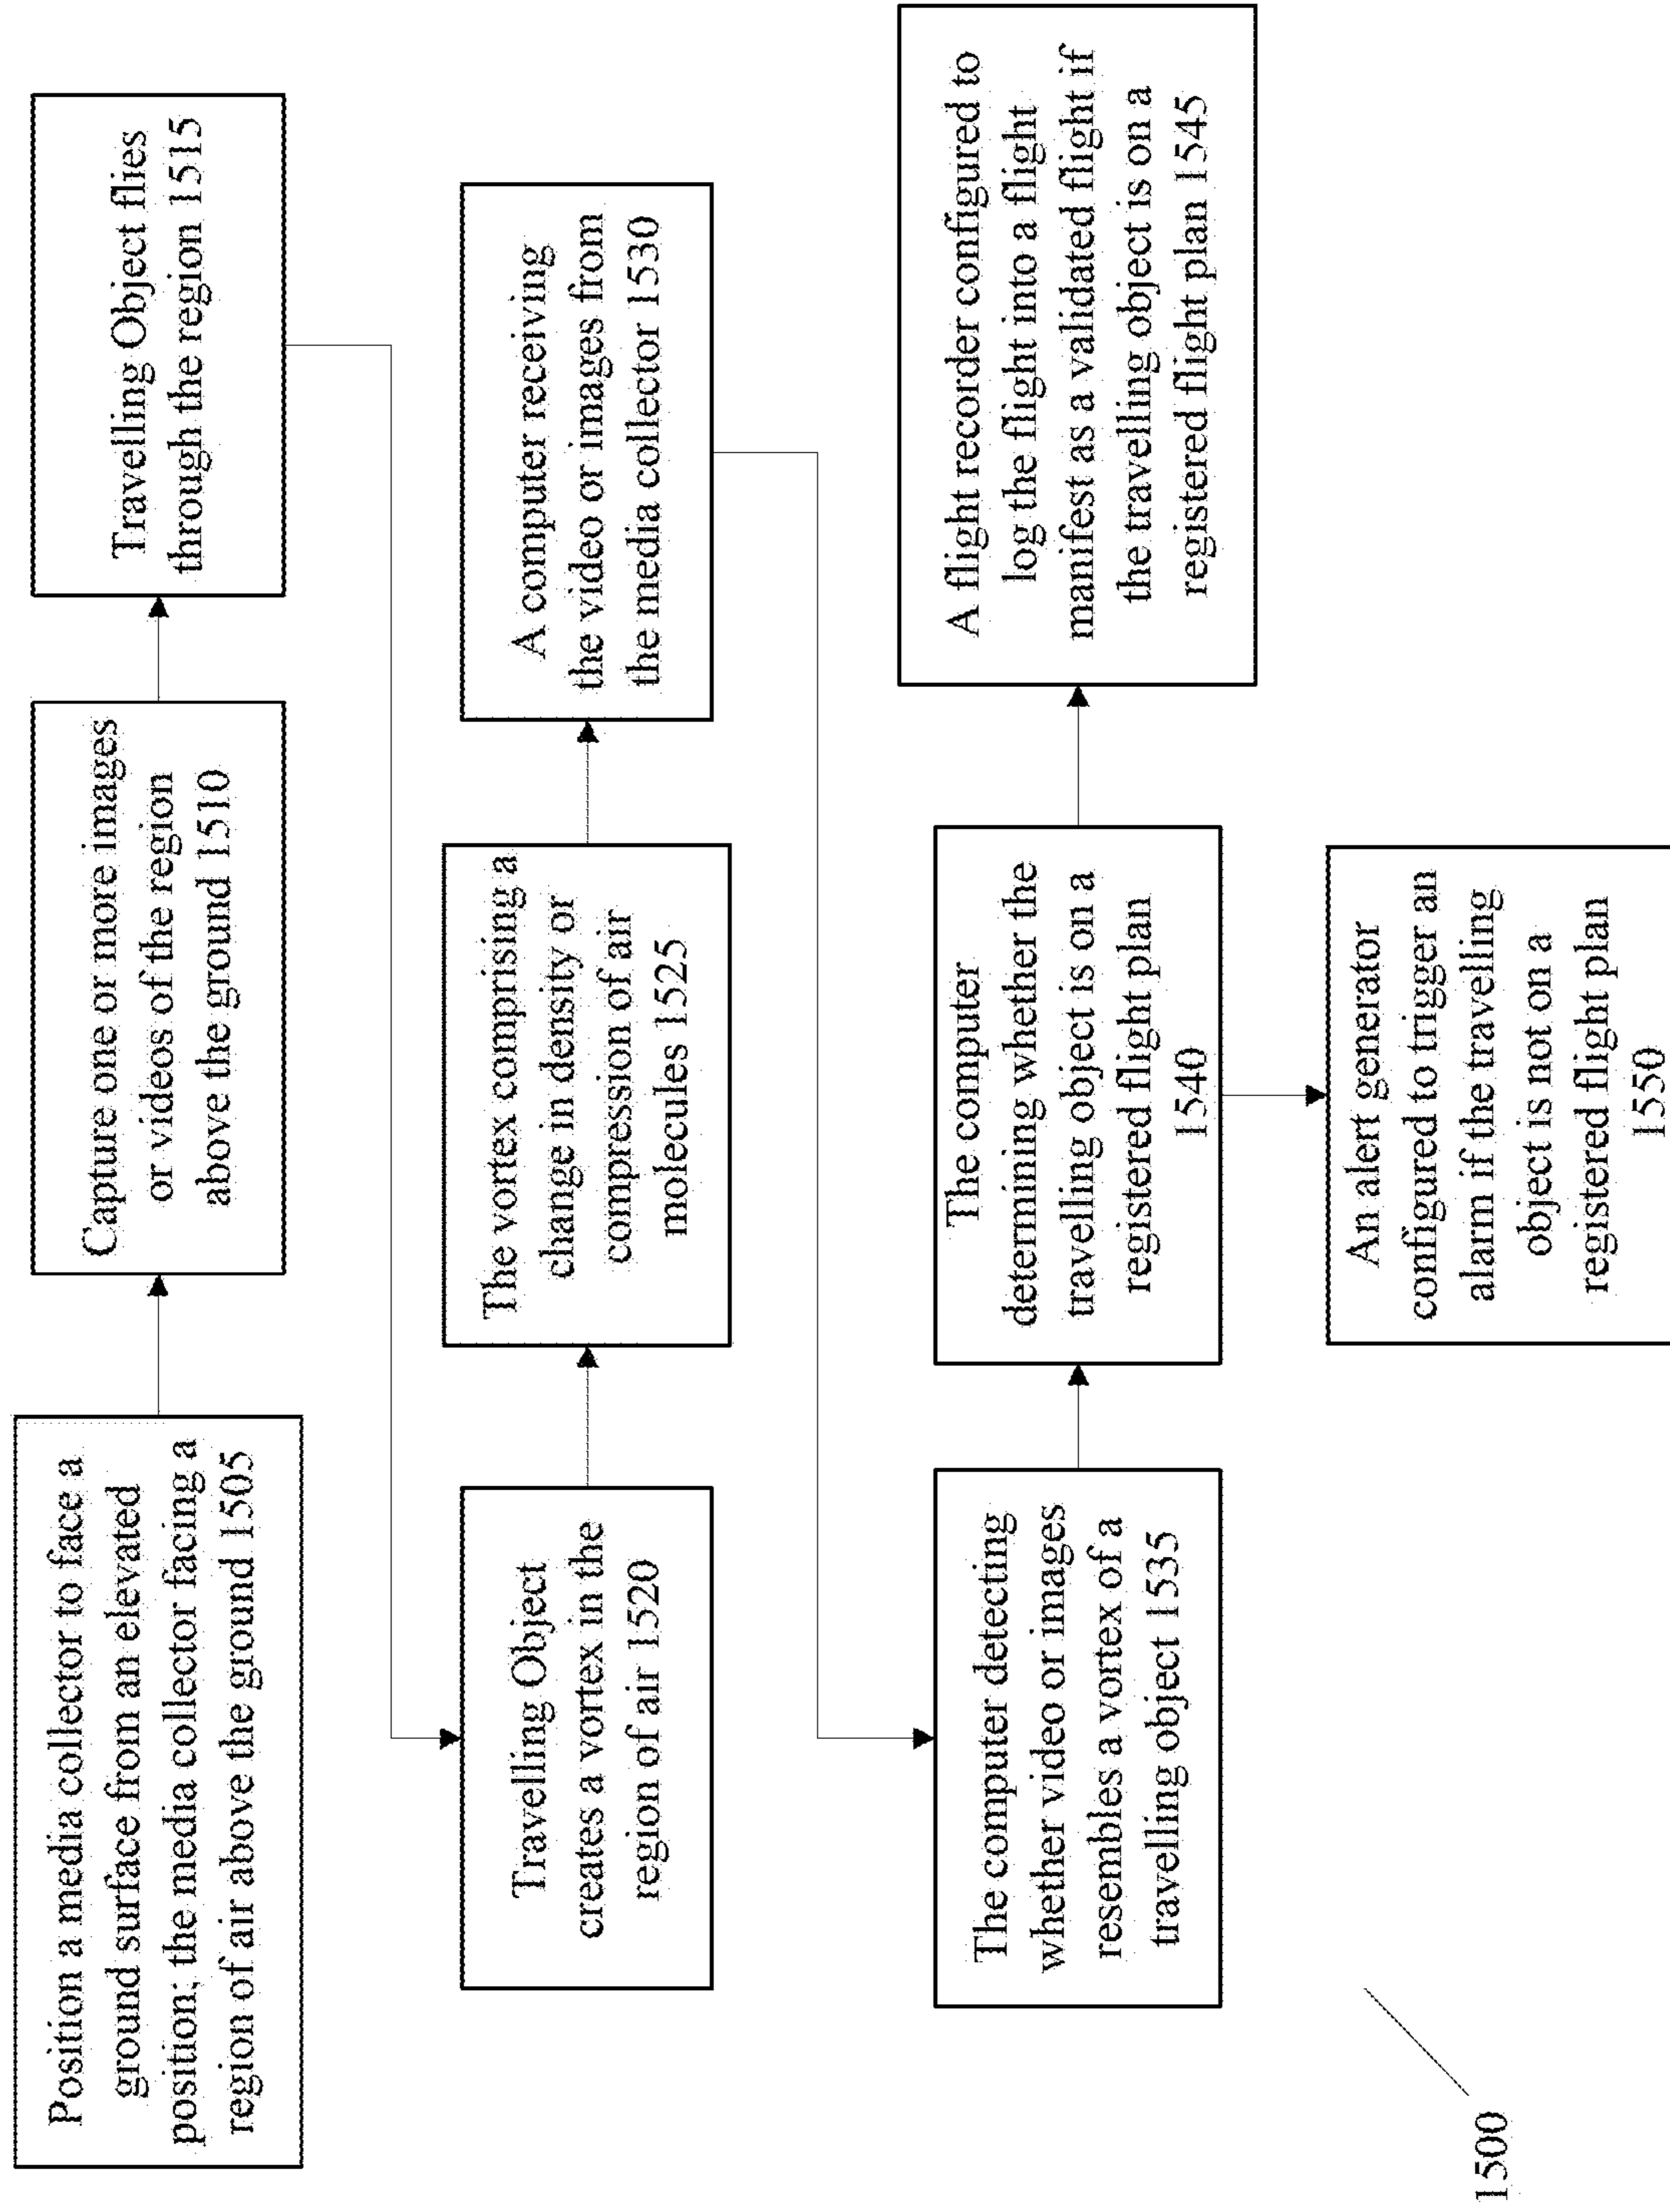 Position a media collector to face a
ground surface from an elevated
position; the media collector facing a
region of air above the ground 1505
Capture one or more images
or videos of the region
above the ground 1510
Travelling Object flies
through the region 1515
Travelling Object
creates a vortex in the
region of air 1520
The vortex comprising a
change in density or
compression of air
molecules 1525
A computer receiving
the video or images from
the media collector 1530
The computer detecting
whether video or images
resembles a vortex of a
travelling object 1535
The computer
determining whether the
travelling object is on a
registered flight plan
1540
A flight recorder configured to
log the flight into a flight
manifest as a validated flight if
the travelling object is on a
registered flight plan 1545
An alert generator
configured to trigger an
alarm if the travelling
object is not on a
registered flight plan
1550
1500